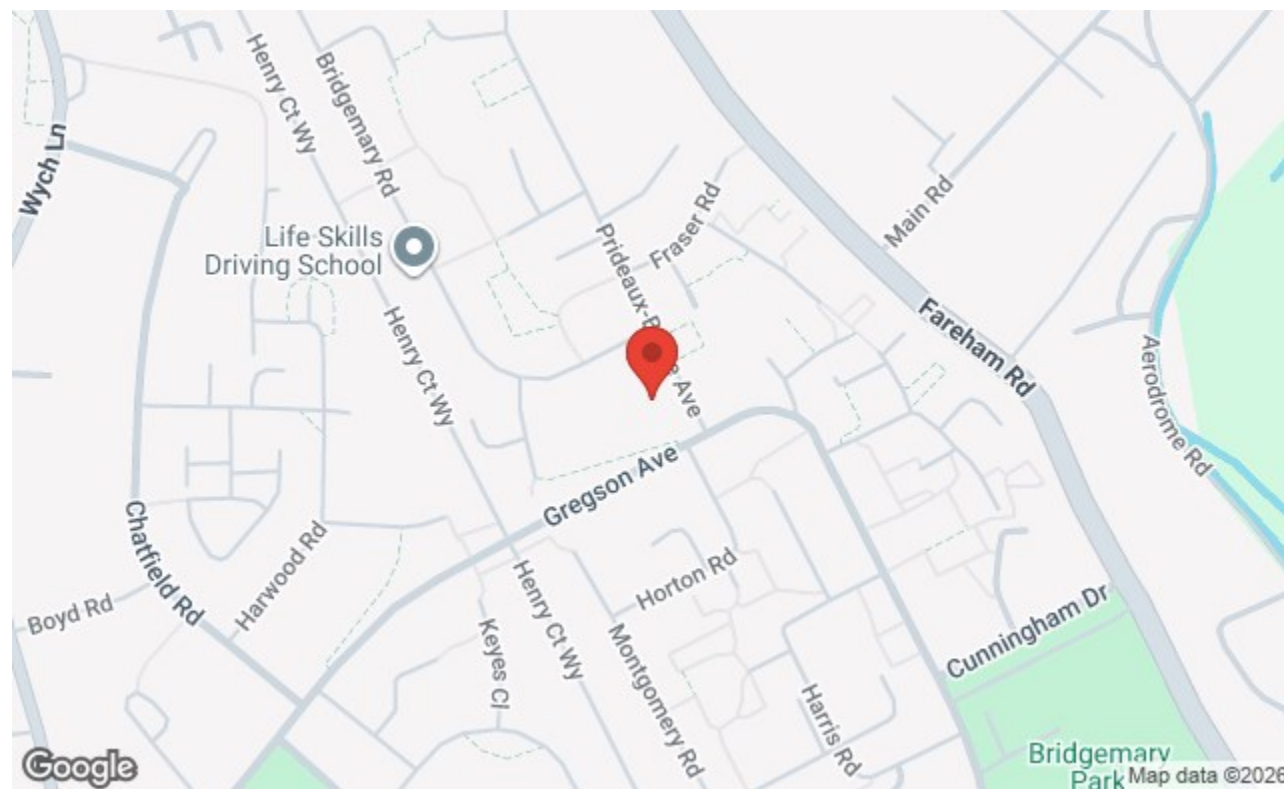 Henry Ct Wy
Bridgemary Rd
Wych Ln
Life Skills
Driving School
Fraser Rd
Main Rd
Henry Ct Wy
Fareham Rd
Ave
Aerodrome Rd
Gregson Ave
Chatfield Rd
Harwood Rd
Horton Rd
Boyd Rd
Keyes Cl
Henry Ct Wy
Montgomery Rd
Cunningham Dr
Harris Rd
Bridgemary
Park
Google
Map data ©2026